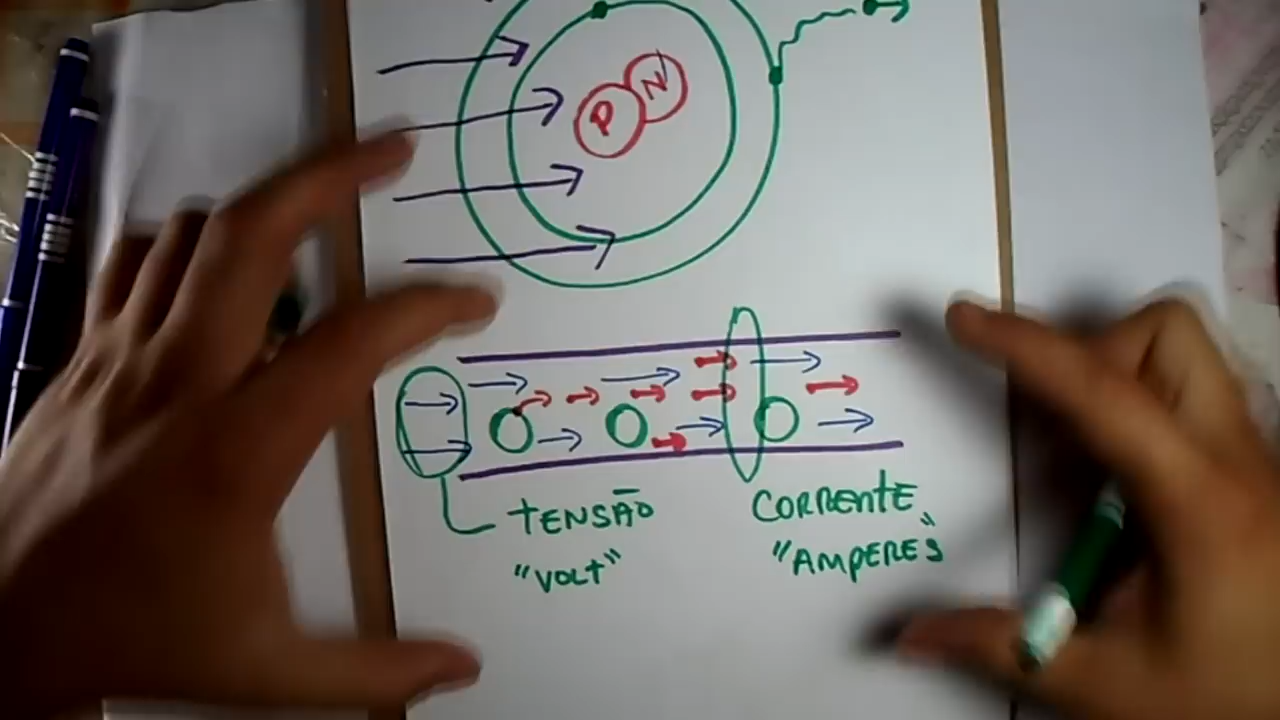 P N
TENSÃO
"VOLT"
CORRENTE
"AMPERES"